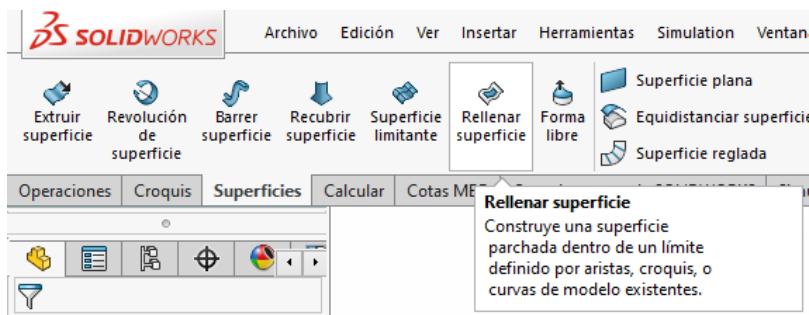 SOLIDWORKS
Archivo Edición Ver Insertar Herramientas Simulation
Extruir superficie
Revolución de superficie
Barrer superficie
Recubrir superficie
Superficie limitante
Rellenar superficie
Forma libre
Superficie plana
Equidistanciar superficie
Superficie reglada
Operaciones Croquis Superficies Calcular Cotas
Rellenar superficie
Construye una superficie
parchada dentro de un límite
definido por aristas, croquis, o
curvas de modelo existentes.